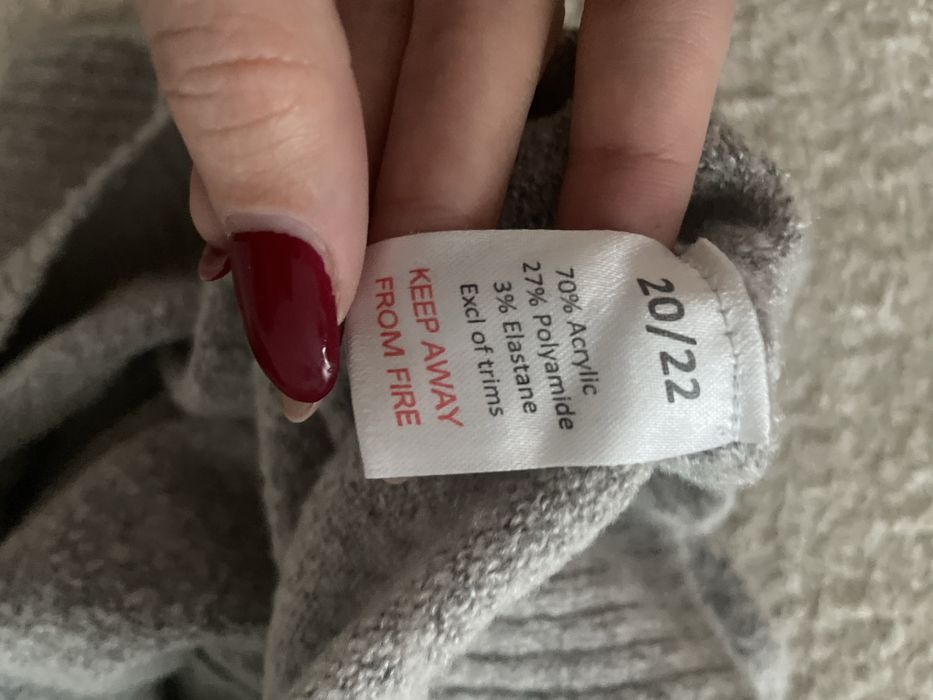 20/22
70% Acrylic
27% Polyamide
3% Elastane
Excl of trims
KEEP AWAY
FROM FIRE